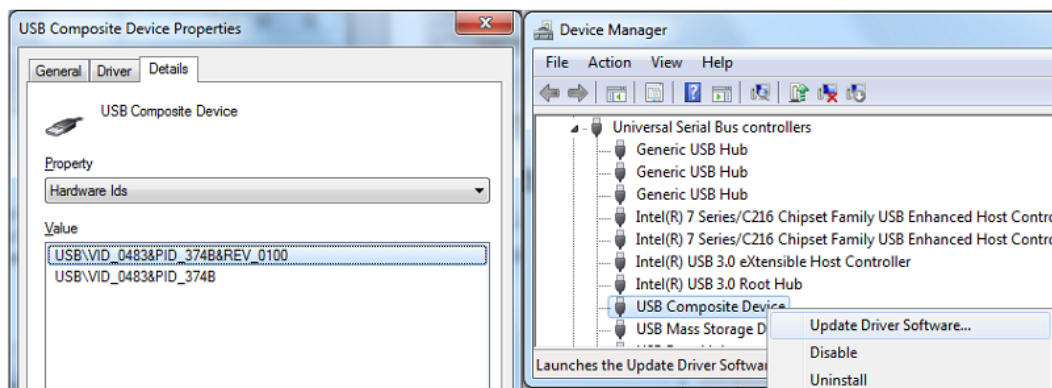 USB Composite Device Properties
General
Driver
Details
USB Composite Device
Property
Hardware Ids
Value
USB\VID_0483&PID_374B&REV_0100
USB\VID_0483&PID_374B
Device Manager
File Action View Help
Universal Serial Bus controllers
Generic USB Hub
Generic USB Hub
Generic USB Hub
Intel(R) 7 Series/C216 Chipset Family USB Enhanced Host Contro
Intel(R) 7 Series/C216 Chipset Family USB Enhanced Host Contro
Intel(R) USB 3.0 eXtensible Host Controller
Intel(R) USB 3.0 Root Hub
USB Composite Device
USB Mass Storage D
Launches the Update Driver Softwa
Update Driver Software...
Disable
Uninstall